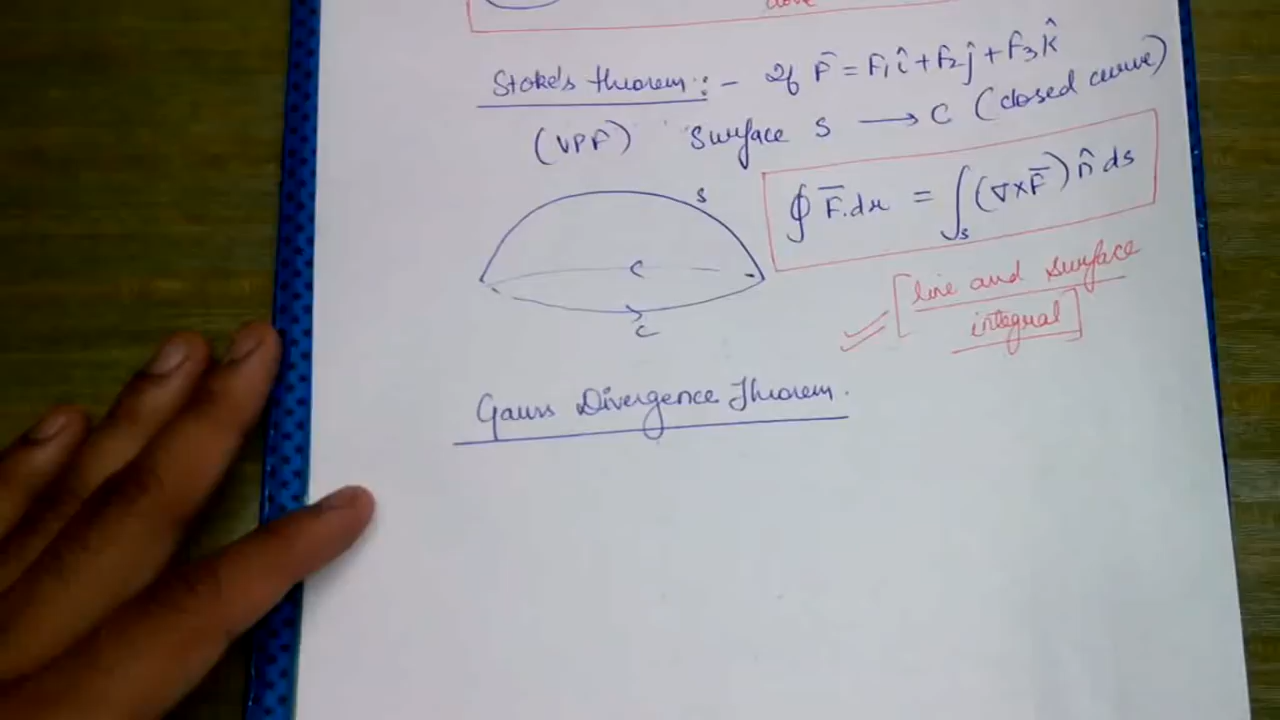 Stoke's theorem :- If F̄ = F₁î + F₂ĵ + F₃k̂
(VPF) Surface S ⟶ C (closed curve)
∮ F̄.dr = ∫ₛ (∇×F̄) n̂ ds
S
C
C
[line and surface
integral]
Gauss Divergence Theorem.